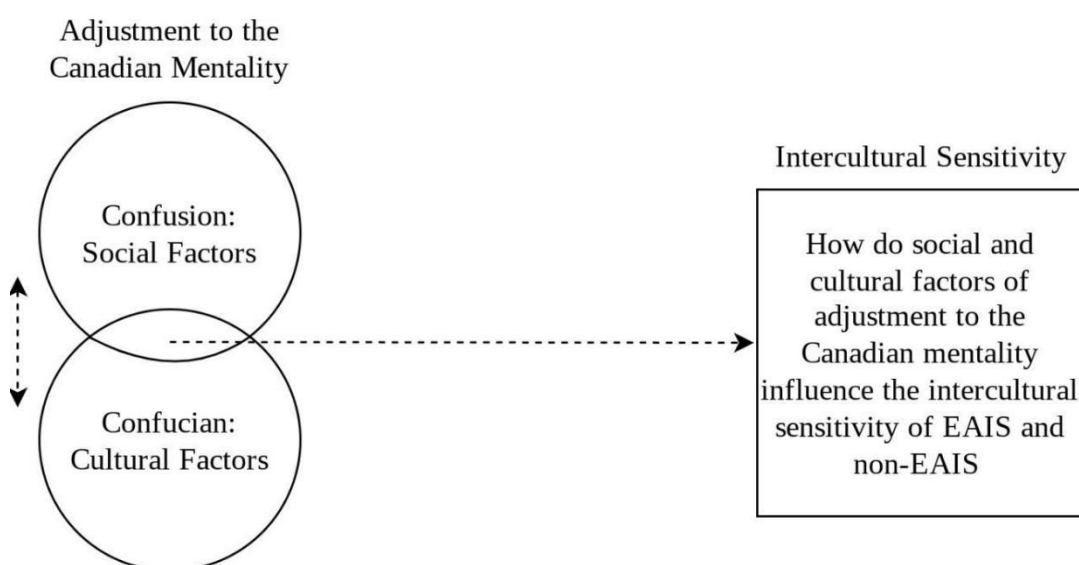 Adjustment to the
Canadian Mentality
Confusion:
Social Factors
Confucian:
Cultural Factors
Intercultural Sensitivity
How do social and
cultural factors of
adjustment to the
Canadian mentality
influence the intercultural
sensitivity of EAIS and
non-EAIS